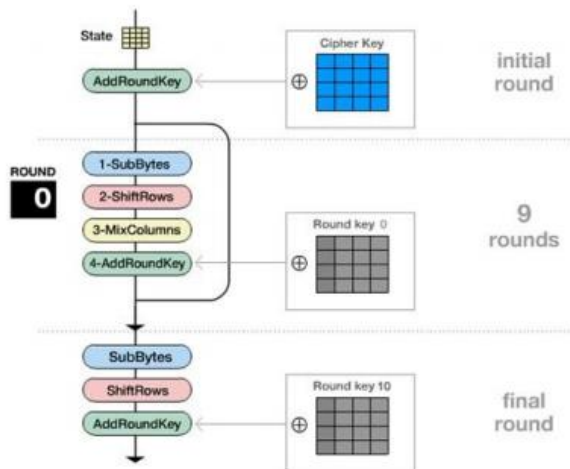 State
Cipher Key
AddRoundKey
⊕
initial
round
ROUND
0
1-SubBytes
2-ShiftRows
3-MixColumns
4-AddRoundKey
Round key 0
⊕
9
rounds
SubBytes
ShiftRows
AddRoundKey
Round key 10
⊕
final
round